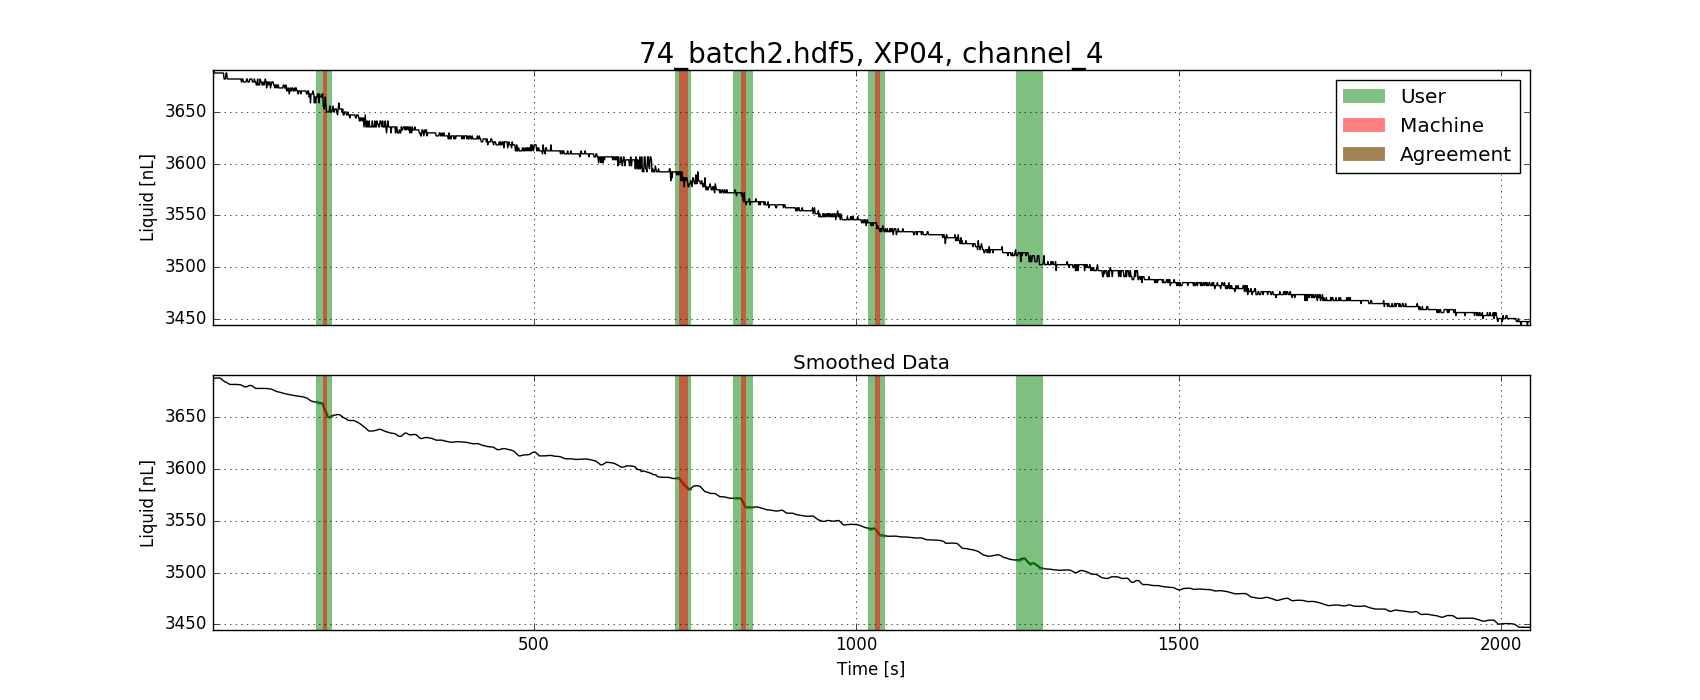 74_batch2.hdf5, XP04, channel_4
Liquid [nL]
3650
3600
3550
3500
3450
User
Machine
Agreement
Smoothed Data
Liquid [nL]
3650
3600
3550
3500
3450
500 1000 1500 2000
Time [s]